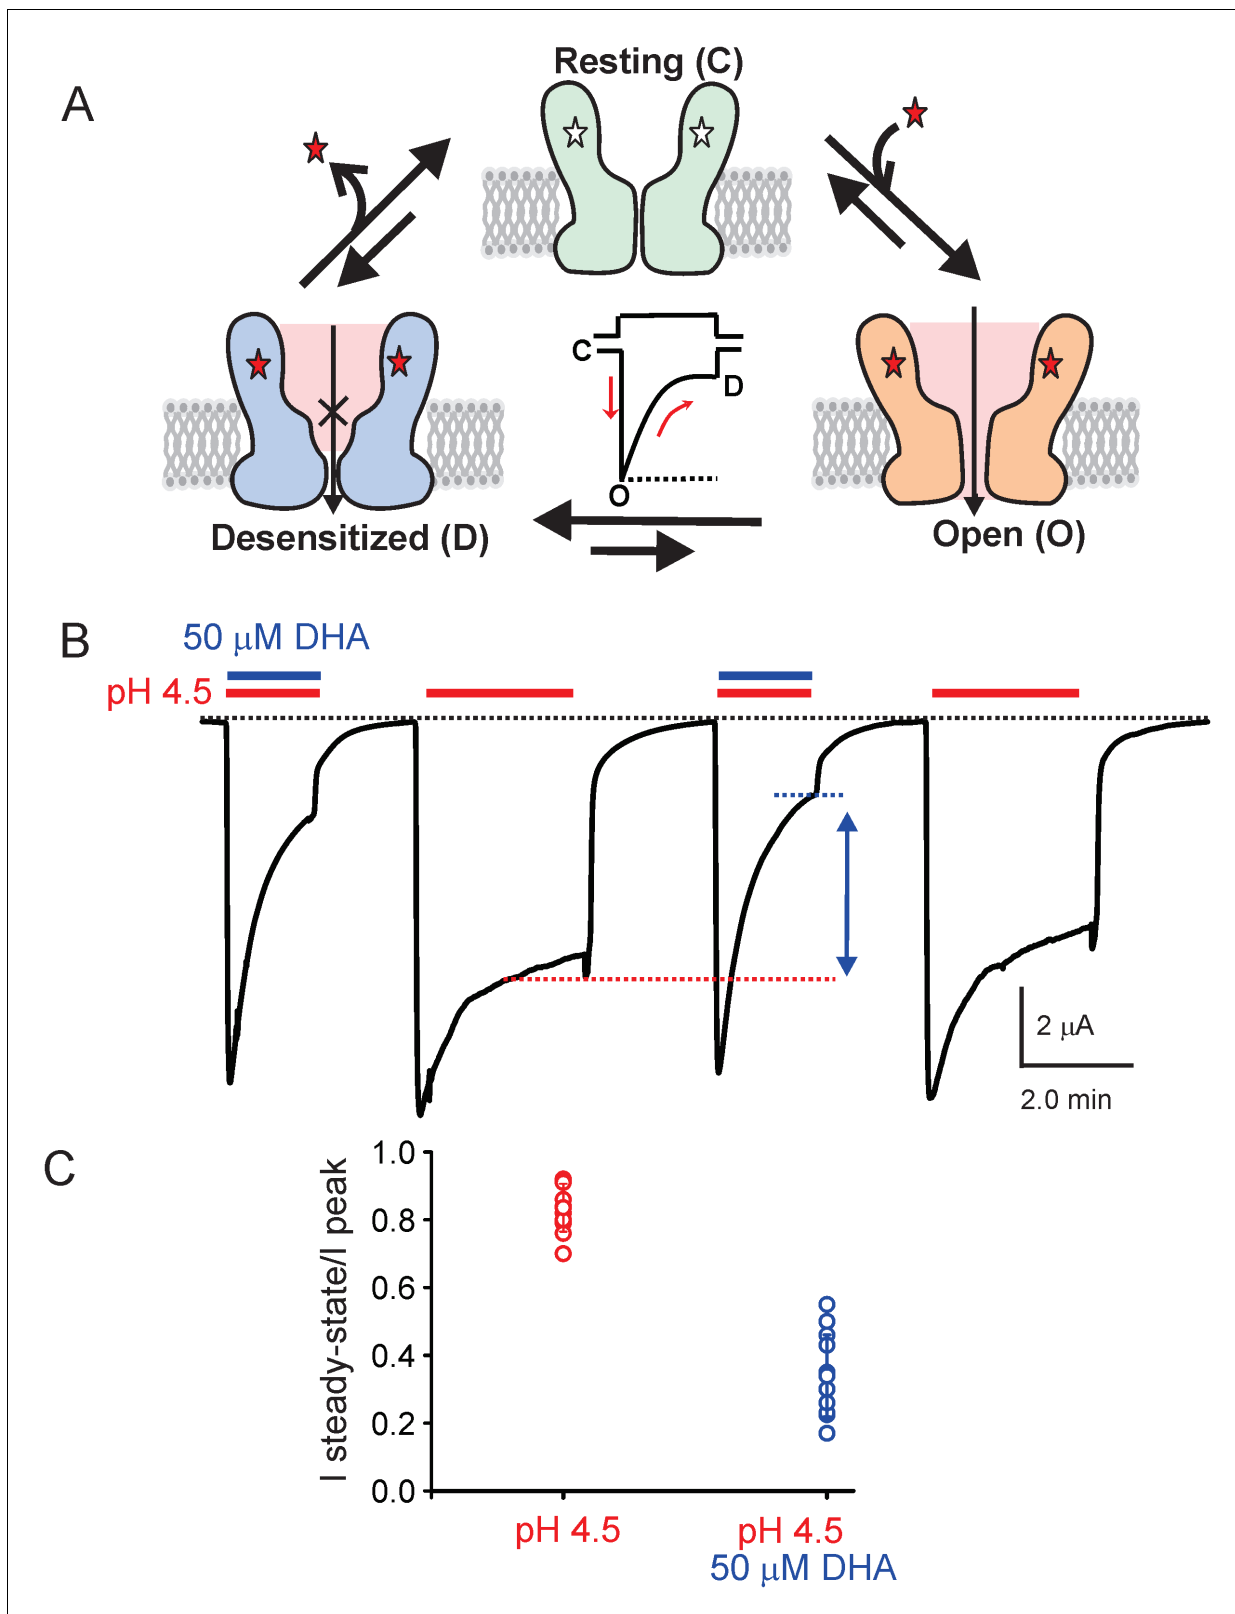 A
Resting (C)
C
D
O
Desensitized (D)
Open (O)
B
50 μM DHA
pH 4.5
2 μA
2.0 min
C
I steady-state/I peak
1.0
0.8
0.6
0.4
0.2
0.0
pH 4.5
pH 4.5
50 μM DHA